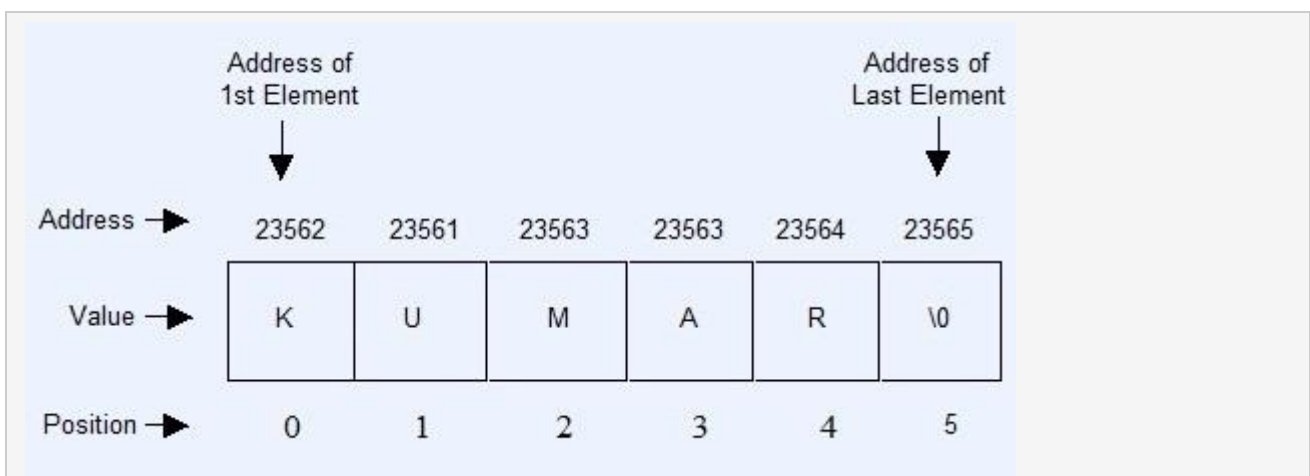 Address of
1st Element
Address of
Last Element
Address 23562 23561 23563 23563 23564 23565
Value K U M A R \0
Position 0 1 2 3 4 5